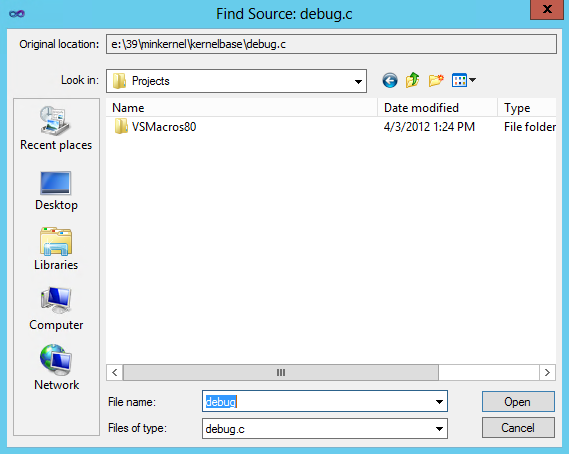 Find Source: debug.c
Original location: e:\39\minkernel\kernelbase\debug.c
Look in: Projects
Name Date modified Type
VSMacros80 4/3/2012 1:24 PM File folder
Recent places
Desktop
Libraries
Computer
Network
File name: debug Open
Files of type: debug.c Cancel